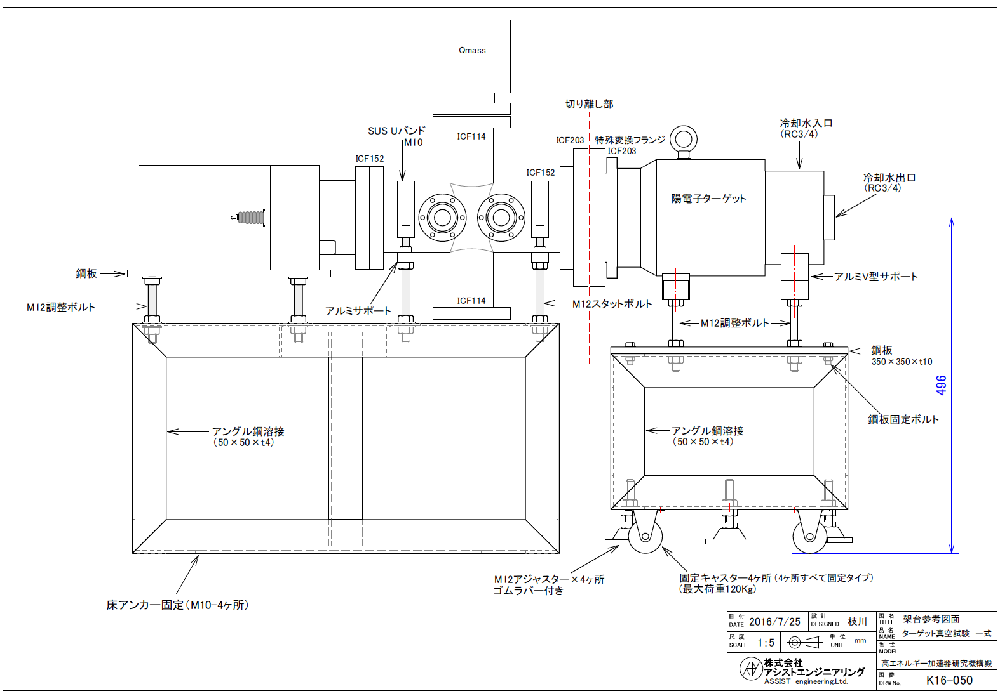 Qmass
切り離し部
冷却水入口
(RC3/4)
SUS Uバンド
M10
ICF114
ICF203
特殊変換フランジ
ICF203
ICF152
ICF152
冷却水出口
(RC3/4)
陽電子ターゲット
鋼板
アルミV型サポート
M12調整ボルト
アルミサポート
ICF114
M12スタットボルト
M12調整ボルト
鋼板
350×350×t10
496
鋼板固定ボルト
アングル鋼溶接
(50×50×t4)
アングル鋼溶接
(50×50×t4)
M12アジャスター×4ヶ所
ゴムラバー付き
固定キャスター4ヶ所(4ヶ所すべて固定タイプ)
(最大荷重120Kg)
床アンカー固定(M10-4ヶ所)
日付
DATE
2016/7/25
設計
DESIGNED
枝川
図名
TITLE
架台参考図面
品名
NAME
ターゲット真空試験 一式
尺度
SCALE
1:5
単位
UNIT
mm
型式
MODEL
株式会社
アシストエンジニアリング
ASSIST engineering.Ltd.
高エネルギー加速器研究機構殿
図番
DRW No,
K16-050